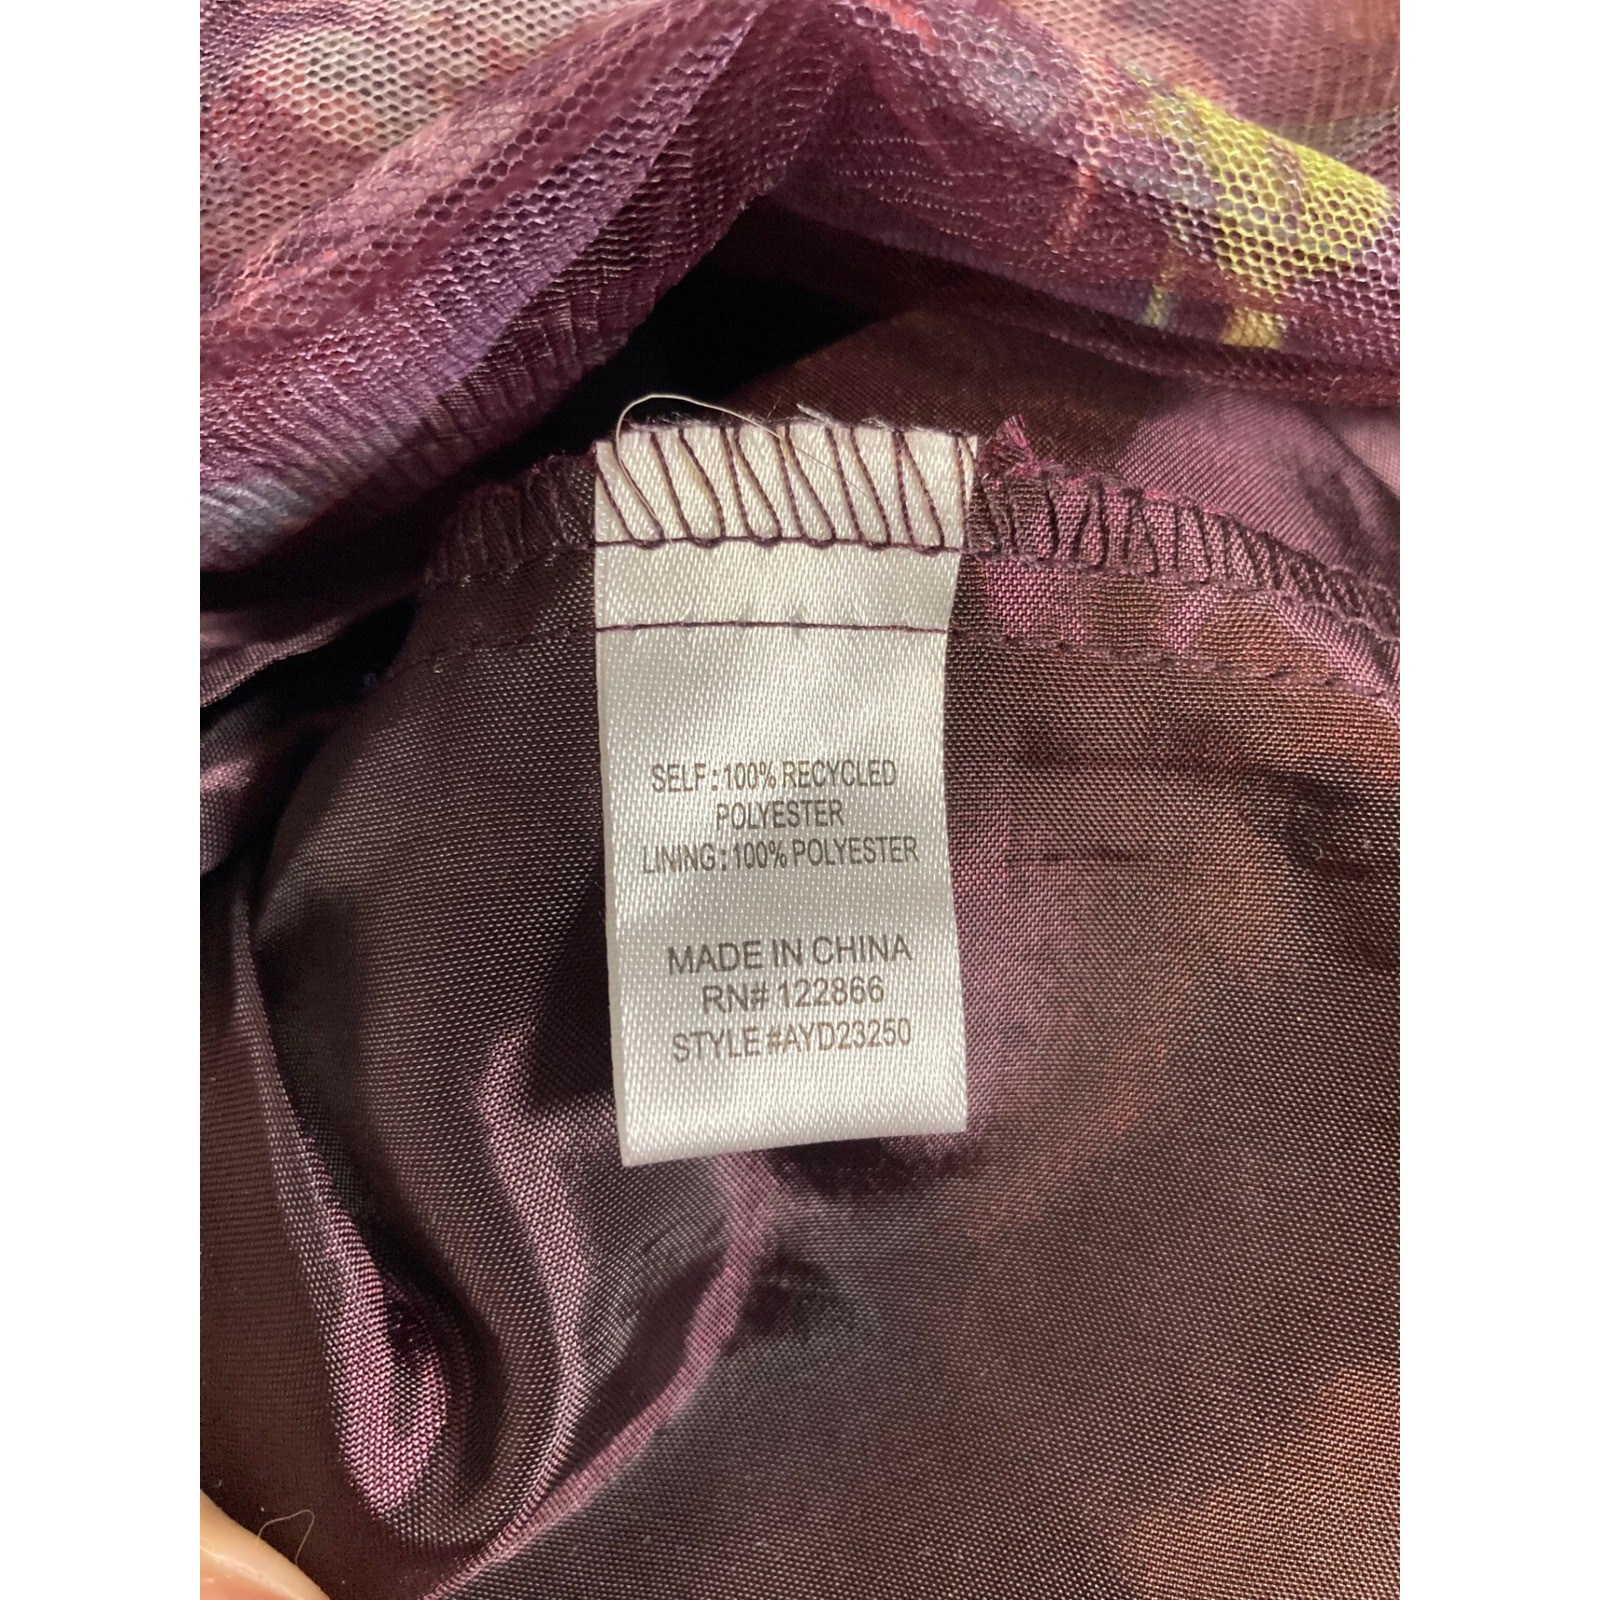 SELF:100% RECYCLED
POLYESTER
LINING:100% POLYESTER
MADE IN CHINA
RN# 122866
STYLE#AYD23250